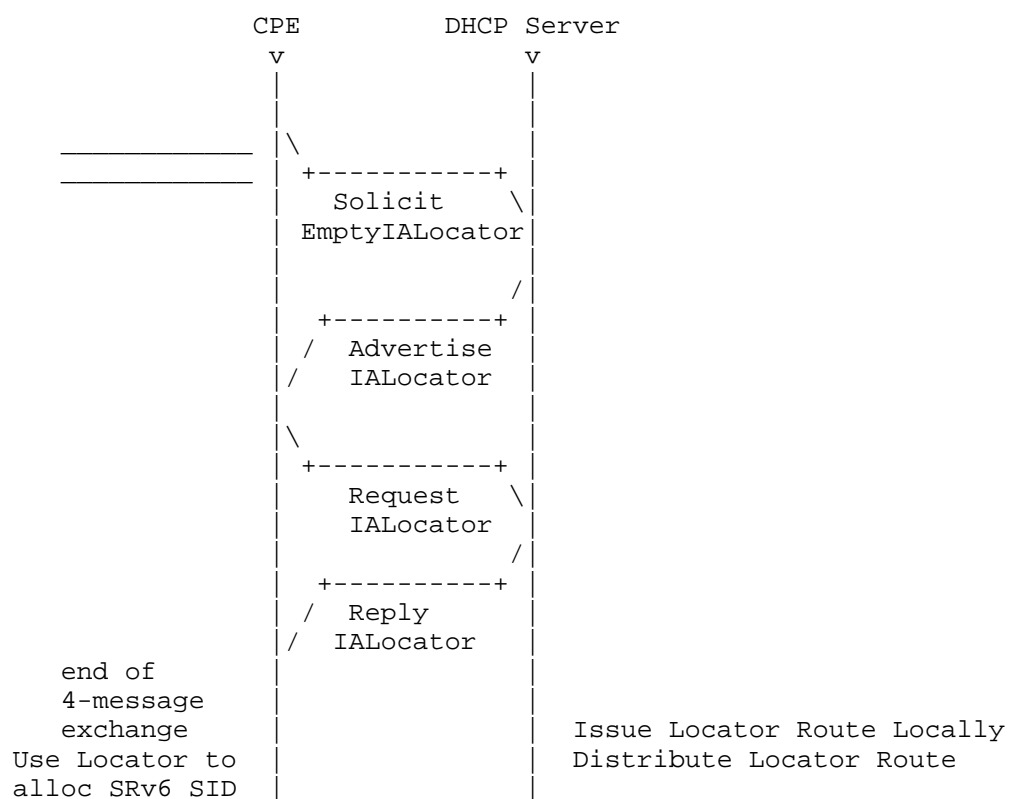 CPE DHCP Server
v v
Solicit
EmptyIALocator
Advertise
IALocator
Request
IALocator
Reply
IALocator
end of
4-message
exchange Issue Locator Route Locally
Use Locator to Distribute Locator Route
alloc SRv6 SID